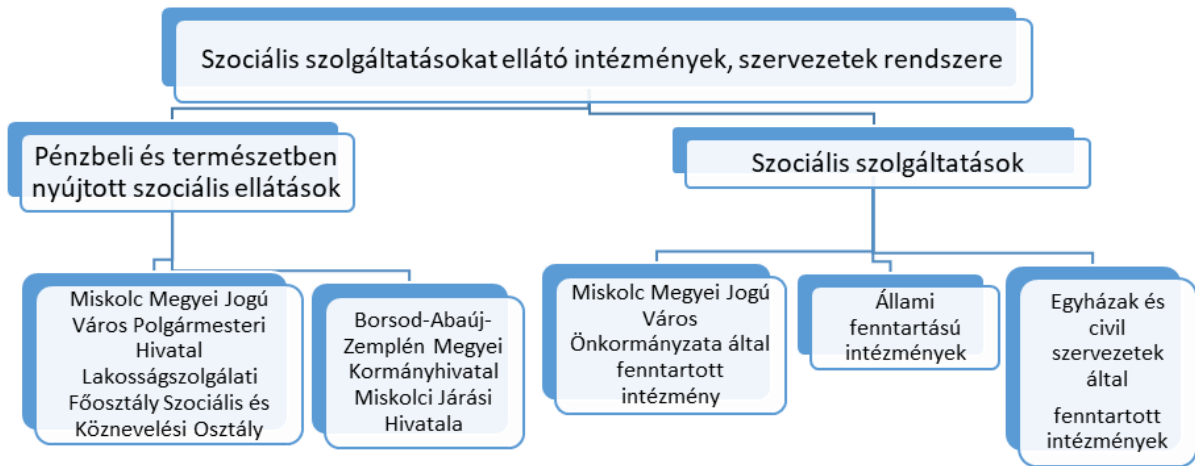 Szociális szolgáltatásokat ellátó intézmények, szervezetek rendszere
Pénzbeli és természetben
nyújtott szociális ellátások
Szociális szolgáltatások
Miskolc Megyei Jogú
Város Polgármesteri
Hivatal
Lakosságszolgálati
Főosztály Szociális és
Köznevelési Osztály
Borsod-Abaúj-
Zemplén Megyei
Kormányhivatal
Miskolci Járási
Hivatala
Miskolc Megyei Jogú
Város
Önkormányzata által
fenntartott
intézmény
Állami
fenntartású
intézmények
Egyházak és
civil
szervezetek
által
fenntartott
intézmények